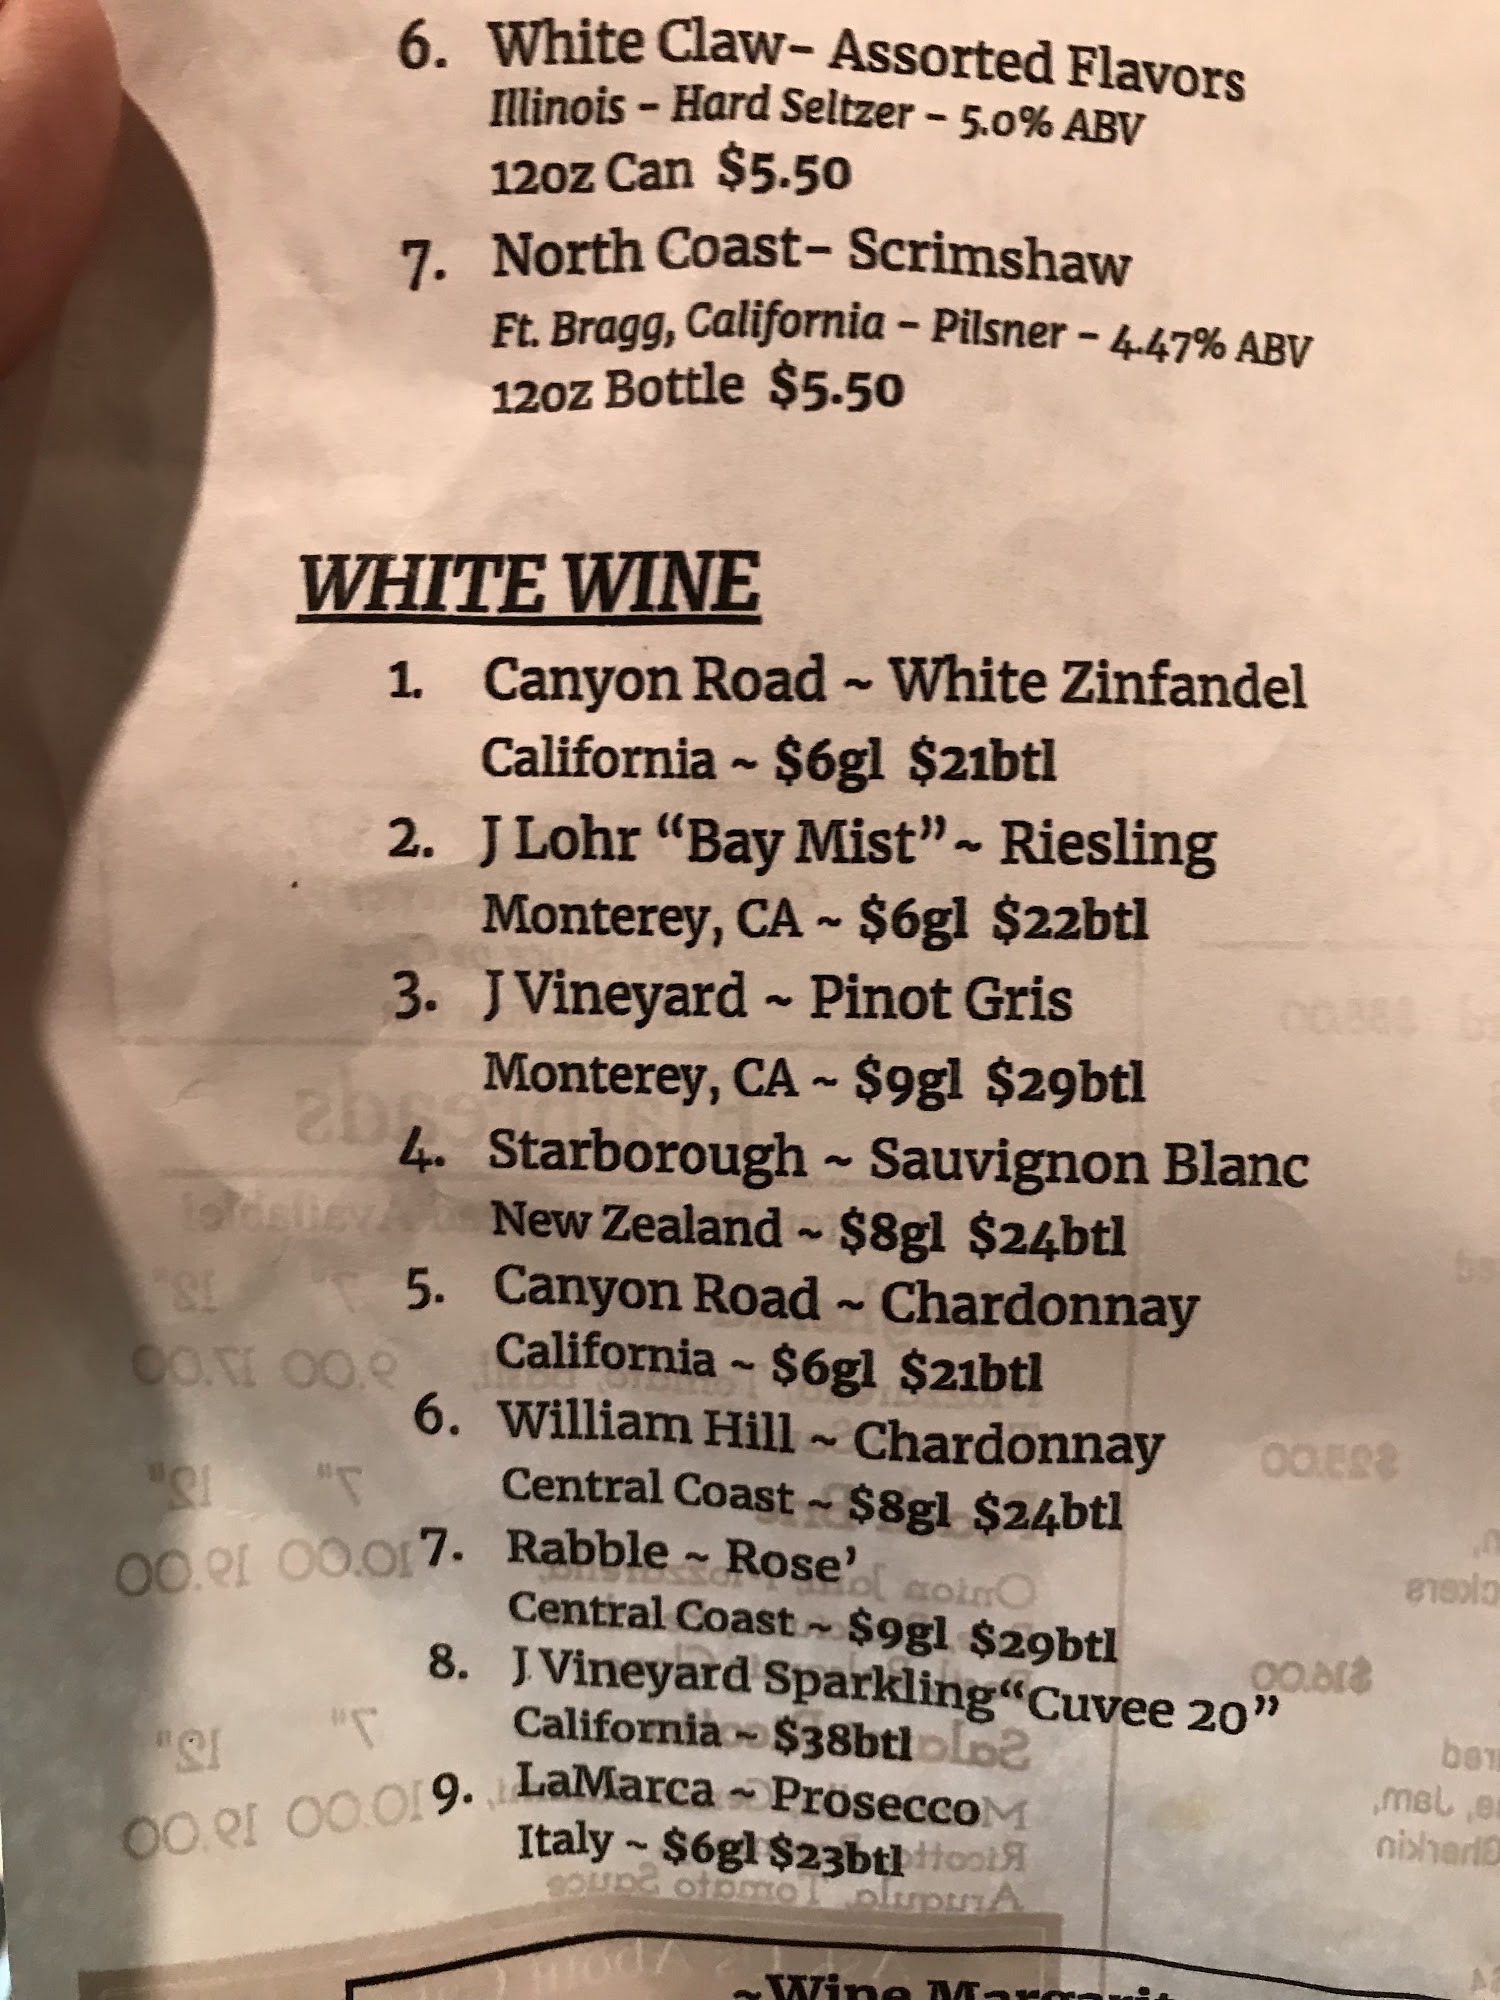 6. White Claw– Assorted Flavors
Illinois – Hard Seltzer – 5.0% ABV
12oz Can $5.50
7. North Coast– Scrimshaw
Ft. Bragg, California – Pilsner – 4.47% ABV
12oz Bottle $5.50
WHITE WINE
1. Canyon Road ~ White Zinfandel
California ~ $6gl $21btl
2. J Lohr “Bay Mist”~ Riesling
Monterey, CA ~ $6gl $22btl
3. J Vineyard ~ Pinot Gris
Monterey, CA ~ $9gl $29btl
4. Starborough ~ Sauvignon Blanc
New Zealand ~ $8gl $24btl
5. Canyon Road ~ Chardonnay
California ~ $6gl $21btl
6. William Hill ~ Chardonnay
Central Coast ~ $8gl $24btl
7. Rabble ~ Rose’
Central Coast ~ $9gl $29btl
8. J Vineyard Sparkling“Cuvee 20”
California ~ $38btl
9. LaMarca ~ Prosecco
Italy ~ $6gl $23btl
~Wine